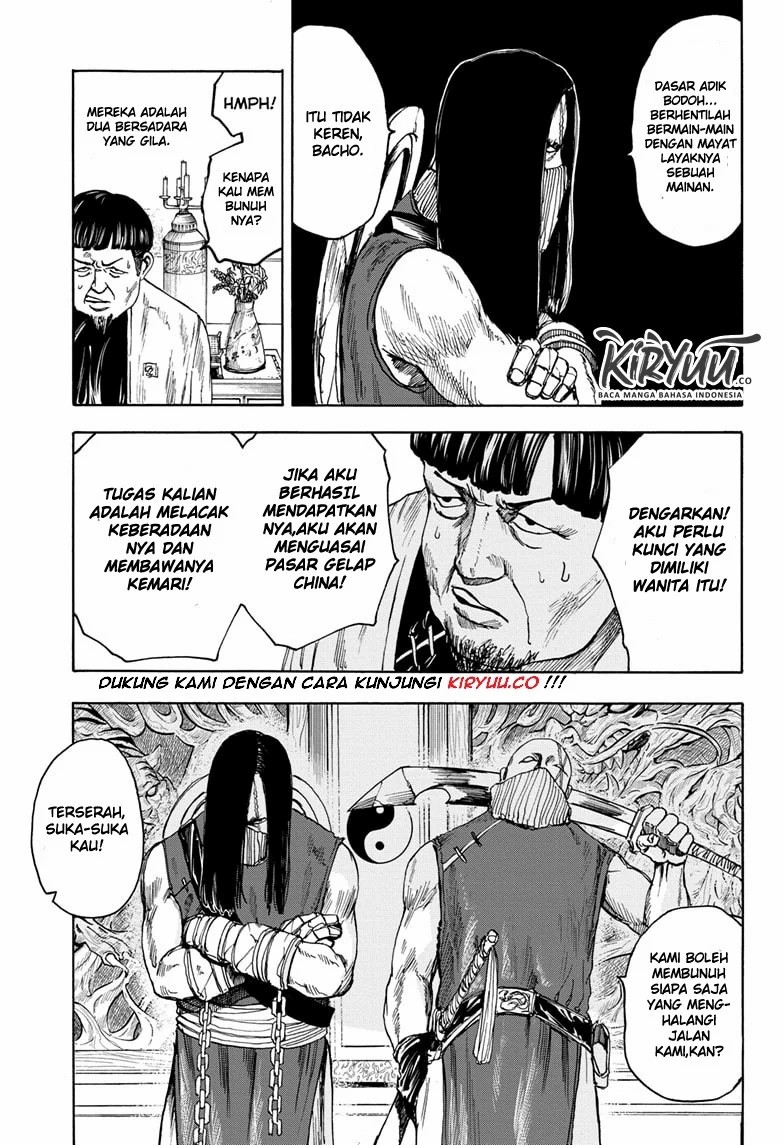 DASAR ADIK
BODOH...
BERHENTILAH
BERMAIN-MAIN
DENGAN MAYAT
LAYAKNYA
SEBUAH
MAINAN.
ITU TIDAK
KEREN,
BACHO.
HMPH!
KENAPA
KAU MEM
BUNUH
NYA?
MEREKA ADALAH
DUA BERSADARA
YANG GILA.
KIRYUU.CO
BACA MANGA BAHASA INDONESIA
DENGARKAN!
AKU PERLU
KUNCI YANG
DIMILIKI
WANITA ITU!
JIKA AKU
BERHASIL
MENDAPATKAN
NYA,AKU AKAN
MENGUASAI
PASAR GELAP
CHINA!
TUGAS KALIAN
ADALAH MELACAK
KEBERADAAN
NYA DAN
MEMBAWANYA
KEMARI!
DUKUNG KAMI DENGAN CARA KUNJUNGI KIRYUU.CO !!!
TERSERAH,
SUKA-SUKA
KAU!
KAMI BOLEH
MEMBUNUH
SIAPA SAJA
YANG MENG-
HALANGI
JALAN
KAMI,KAN?